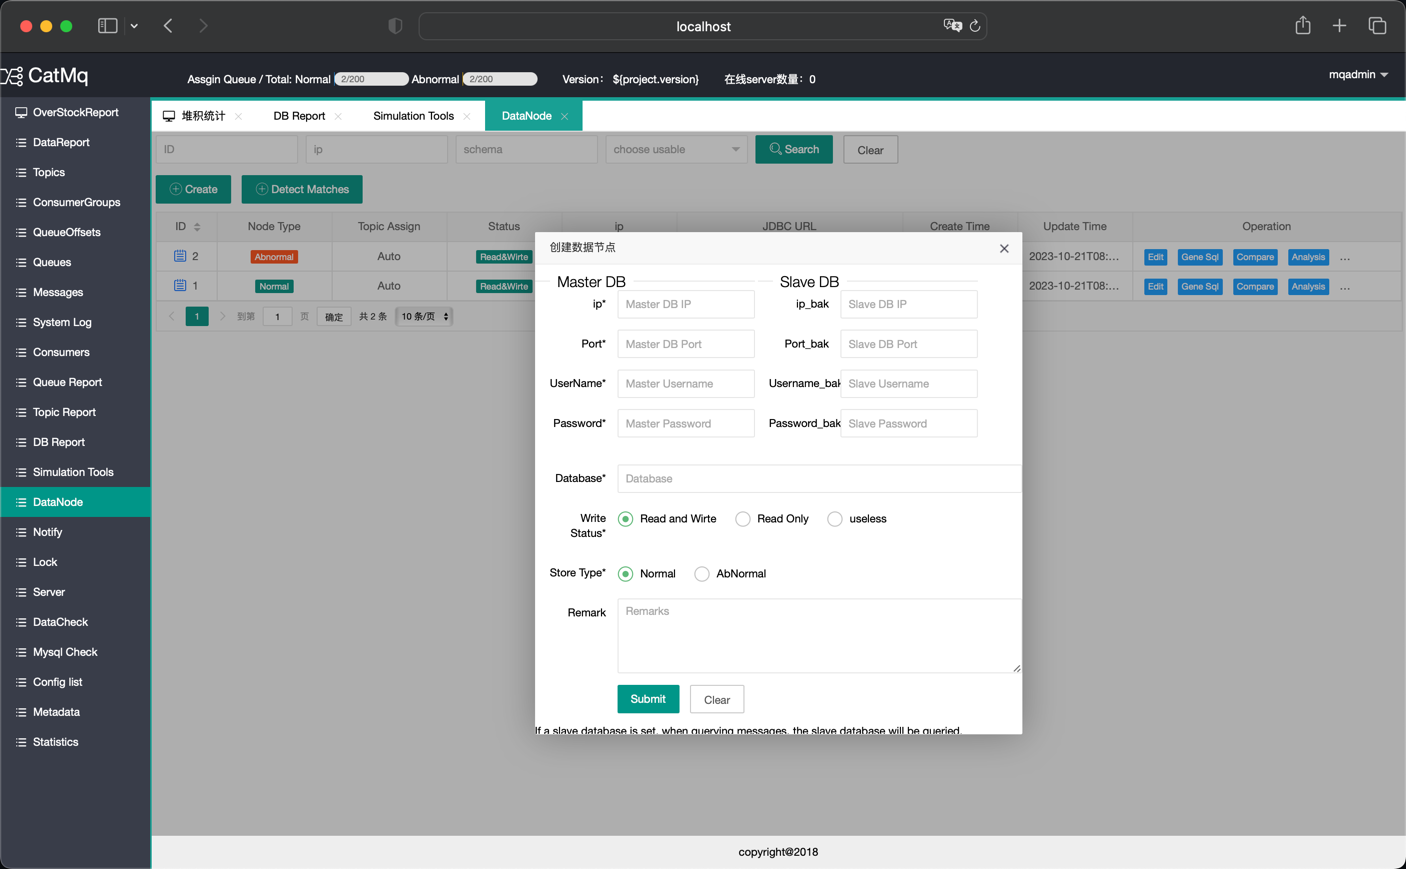 localhost
CatMq
Assgin Queue / Total: Normal 2/200 Abnormal 2/200 Version: ${project.version} 在线server数量：0
mqadmin
OverStockReport
DataReport
Topics
ConsumerGroups
QueueOffsets
Queues
Messages
System Log
Consumers
Queue Report
Topic Report
DB Report
Simulation Tools
DataNode
Notify
Lock
Server
DataCheck
Mysql Check
Config list
Metadata
Statistics
堆积统计 DB Report Simulation Tools DataNode
ID ip schema choose usable Search Clear
Create Detect Matches
ID Node Type Topic Assign Status ip JDBC URL Create Time Update Time Operation
2 Abnormal Auto Read&Wirte 2023-10-21T08:... Edit Gene Sql Compare Analysis ...
1 Normal Auto Read&Wirte 2023-10-21T08:... Edit Gene Sql Compare Analysis ...
1 到第 1 页 确定 共 2 条 10 条/页
创建数据节点
Master DB Slave DB
ip* Master DB IP ip_bak Slave DB IP
Port* Master DB Port Port_bak Slave DB Port
UserName* Master Username Username_bak Slave Username
Password* Master Password Password_bak Slave Password
Database* Database
Write Status* Read and Wirte Read Only useless
Store Type* Normal AbNormal
Remark Remarks
Submit Clear
If a slave database is set, when querying messages, the slave database will be queried.
copyright@2018